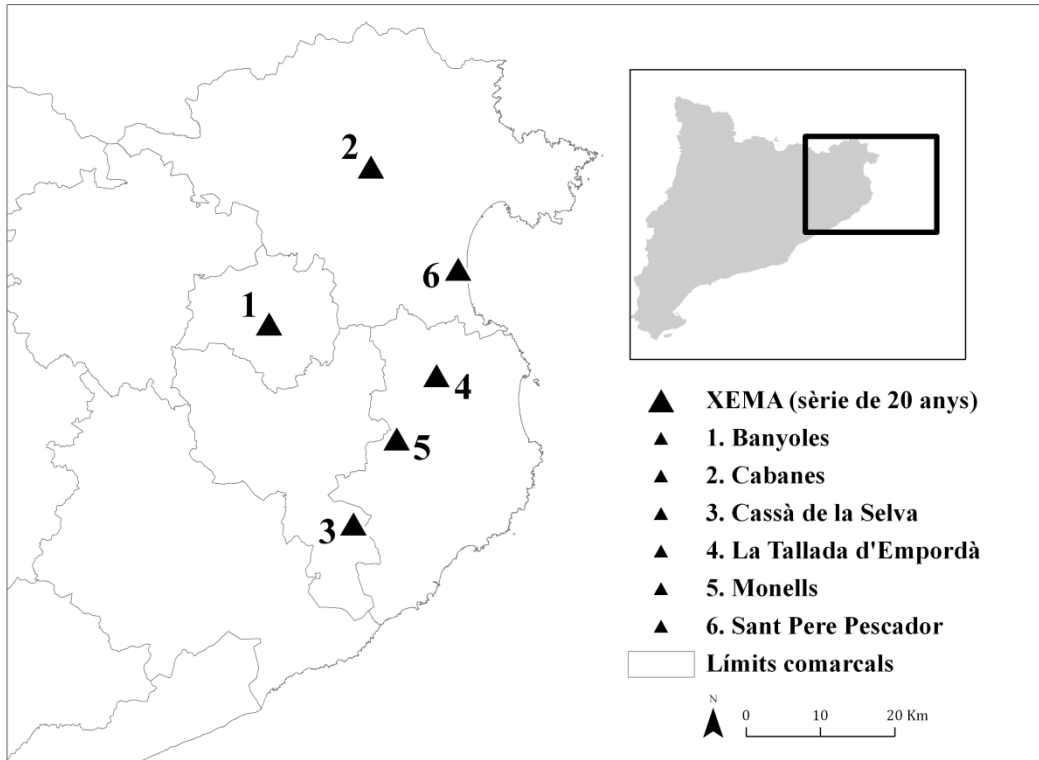 2
6
1
4
5
3
XEMA (sèrie de 20 anys)
1. Banyoles
2. Cabanes
3. Cassà de la Selva
4. La Tallada d'Empordà
5. Monells
6. Sant Pere Pescador
Límits comarcals
N
0 10 20 Km